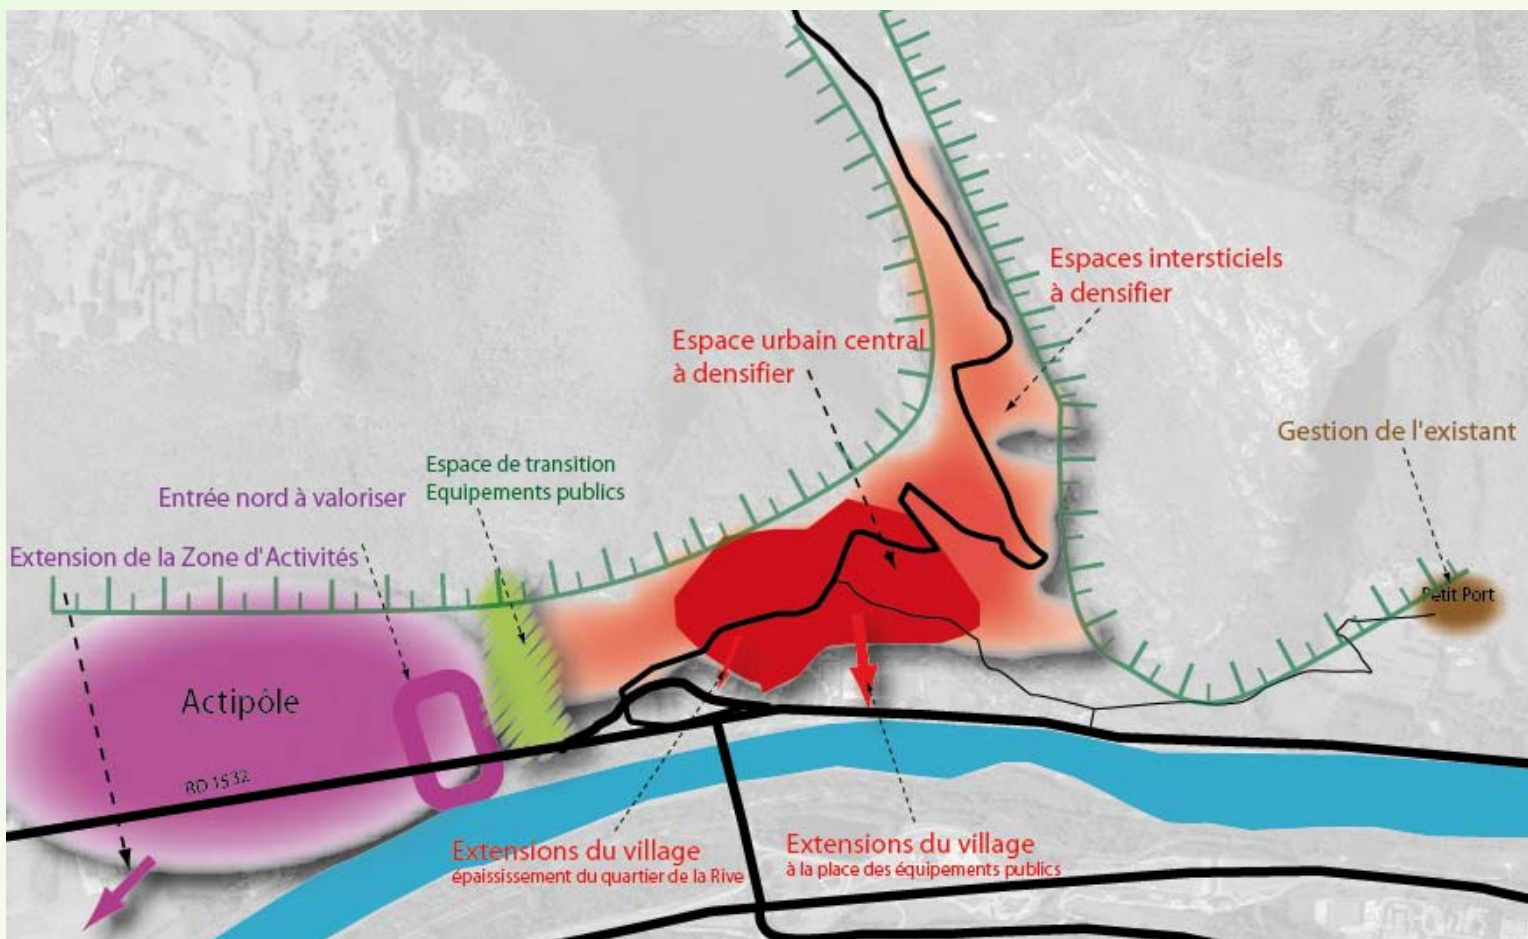 Espaces intersticiels
à densifier
Espace urbain central
à densifier
Gestion de l'existant
Espace de transition
Equipements publics
Entrée nord à valoriser
Extension de la Zone d'Activités
Petit Port
Actipôle
RD 1532
Extensions du village
épaississement du quartier de la Rive
Extensions du village
à la place des équipements publics